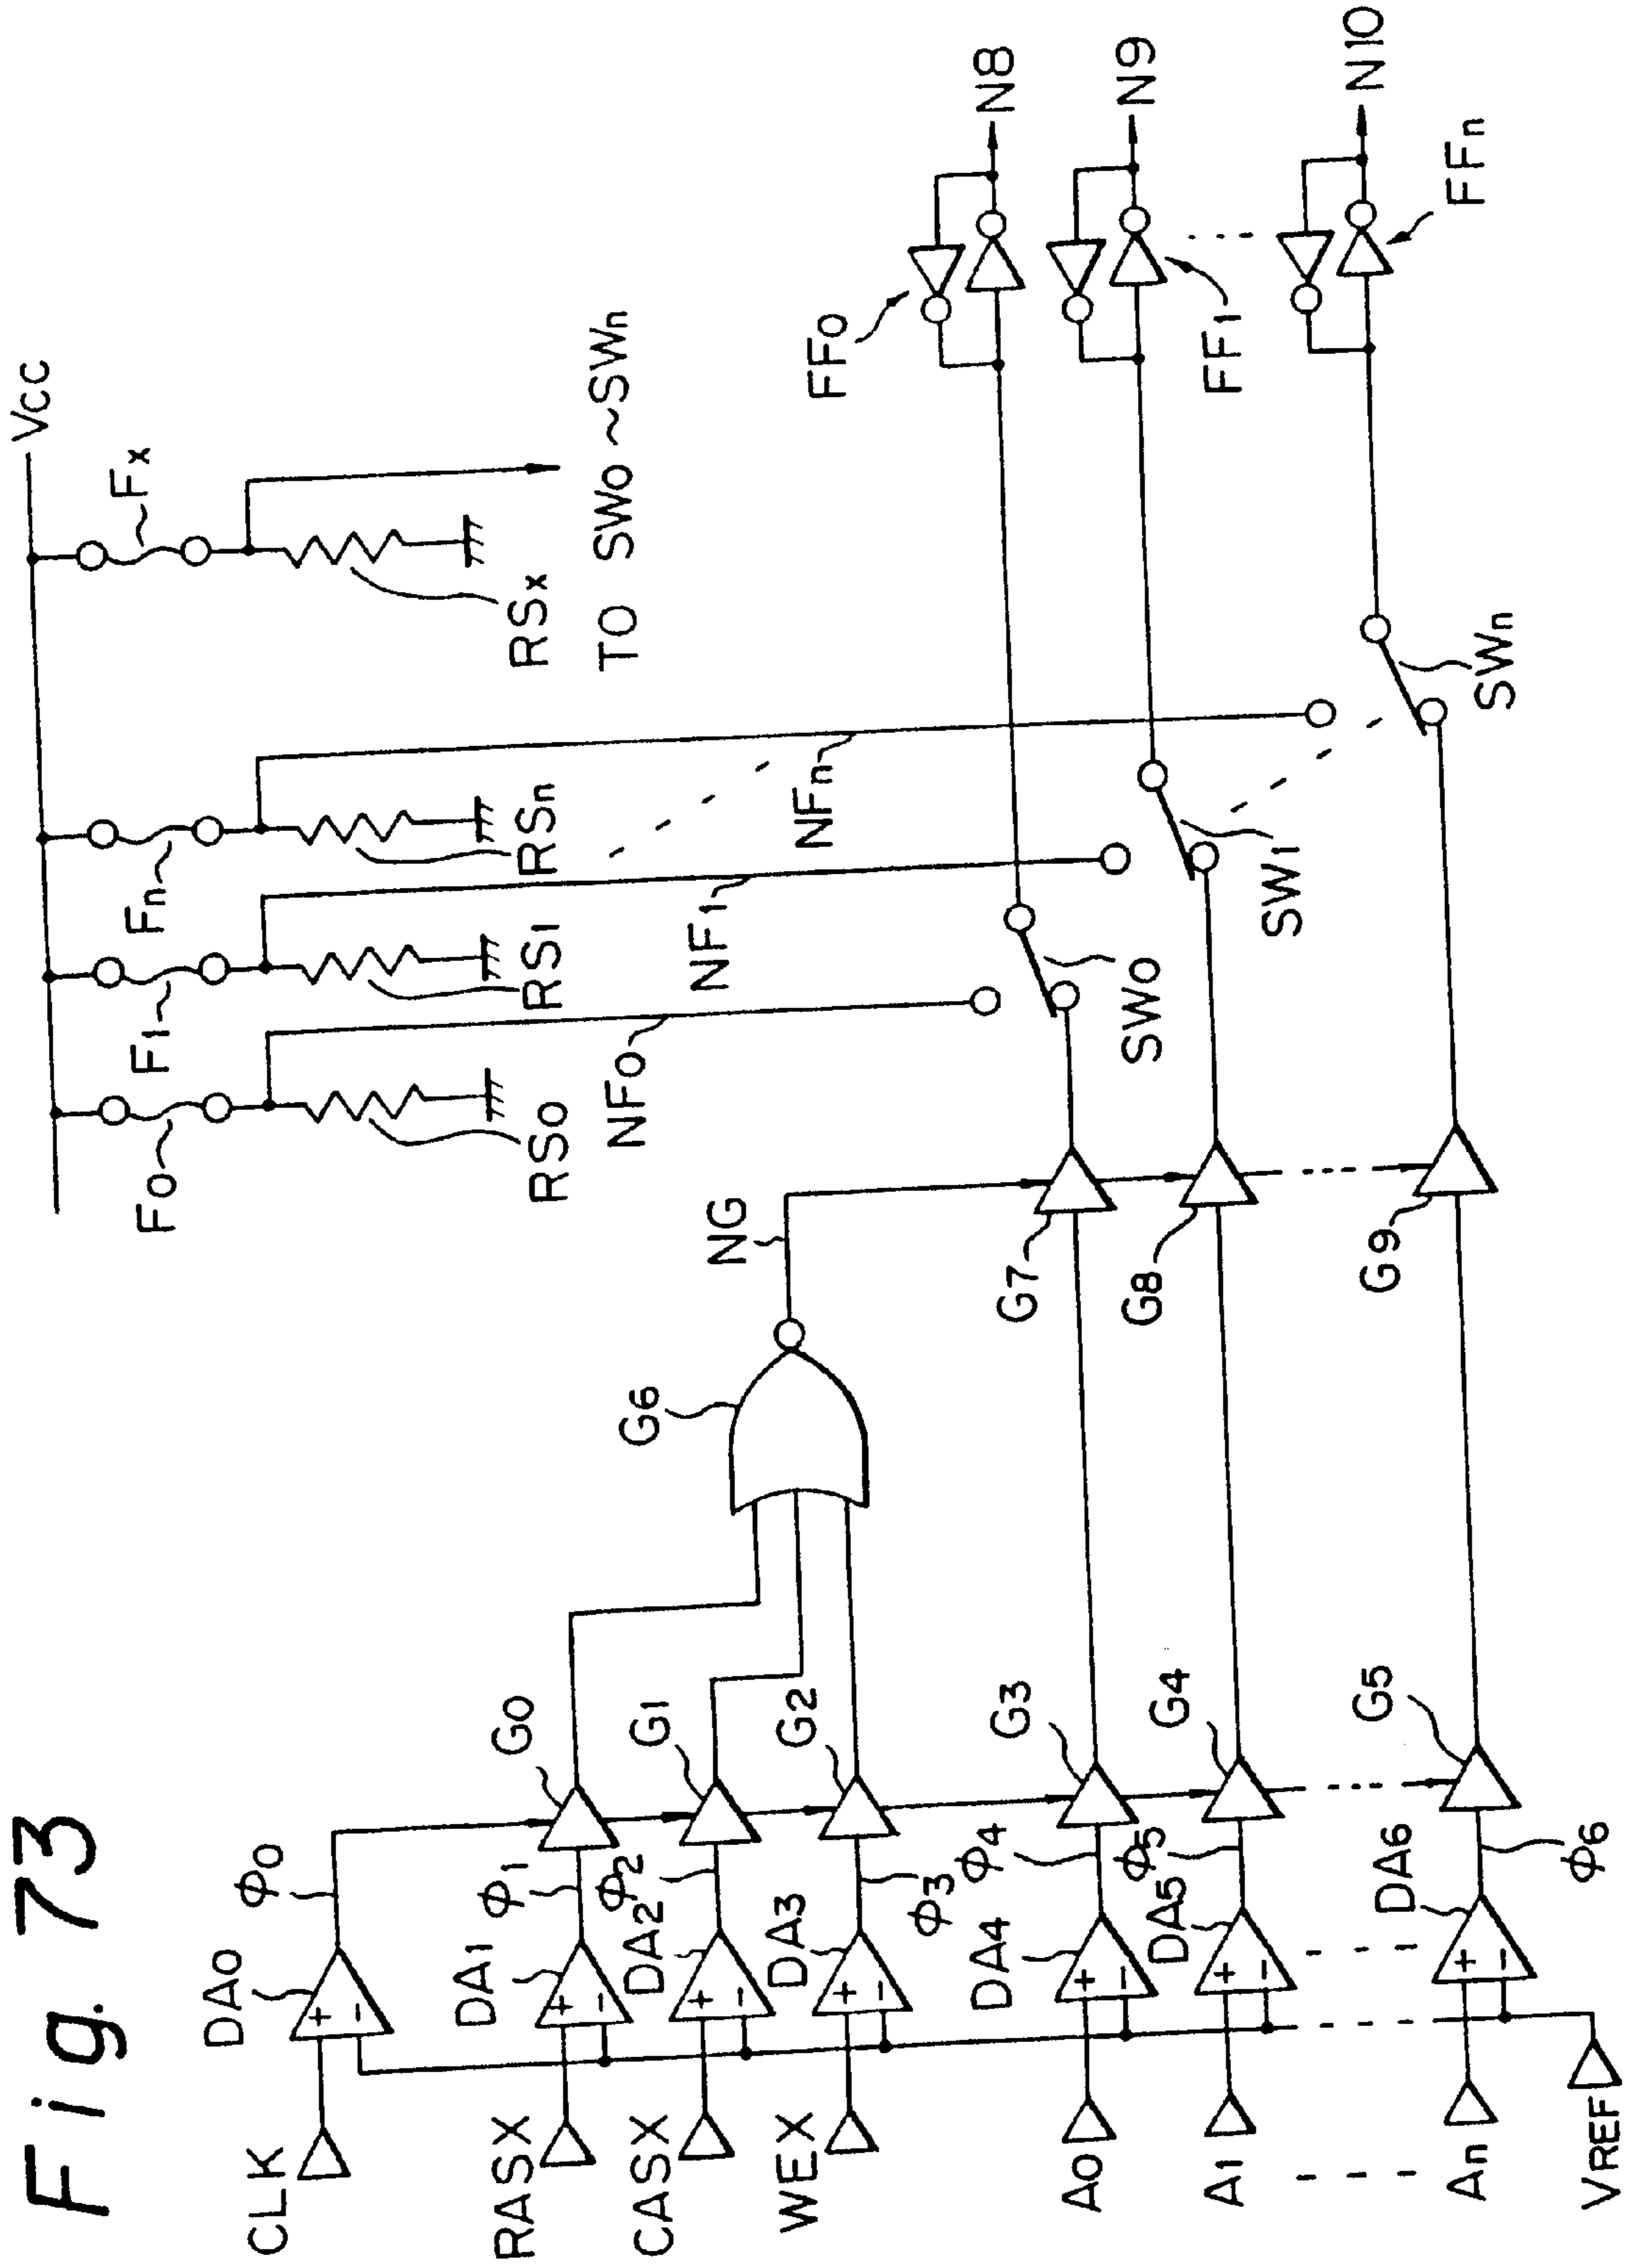 Fig. 73
VCC
F0
F1
Fn
Fx
RS0
RS1
RSn
RSx
NF0
NF1
NFn
TO SW0~SWn
CLK
DA0
Φ0
RASX
DA1
Φ1
G0
CASX
DA2
Φ2
G1
WEX
DA3
Φ3
G2
G6
NG
A0
DA4
Φ4
G3
G7
SW0
FF0
N8
A1
DA5
Φ5
G4
G8
SW1
FF1
N9
An
DA6
Φ6
G5
G9
SWn
FFn
N10
VREF
+
−
+
−
+
−
+
−
+
−
+
−
+
−